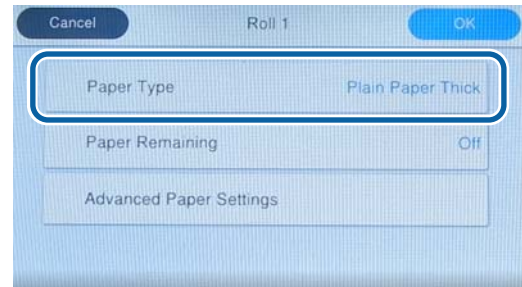 Cancel Roll 1 OK
Paper Type Plain Paper Thick
Paper Remaining Off
Advanced Paper Settings